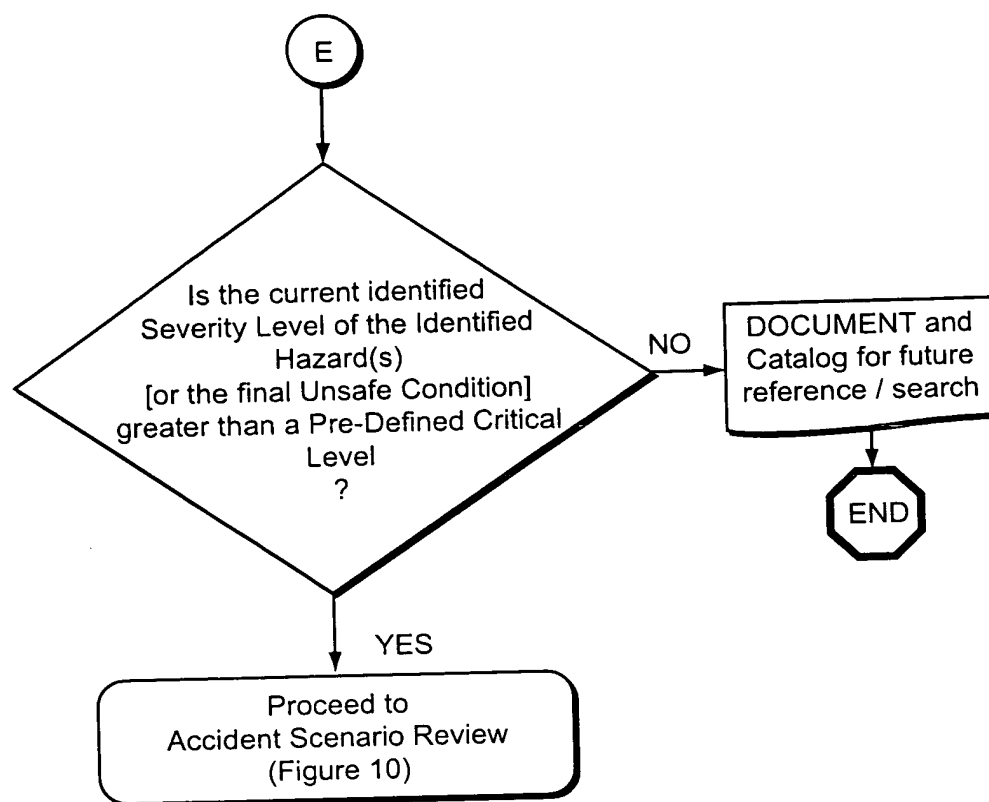 E
Is the current identified
Severity Level of the Identified
Hazard(s)
[or the final Unsafe Condition]
greater than a Pre-Defined Critical
Level
?
NO
DOCUMENT and
Catalog for future
reference / search
END
YES
Proceed to
Accident Scenario Review
(Figure 10)